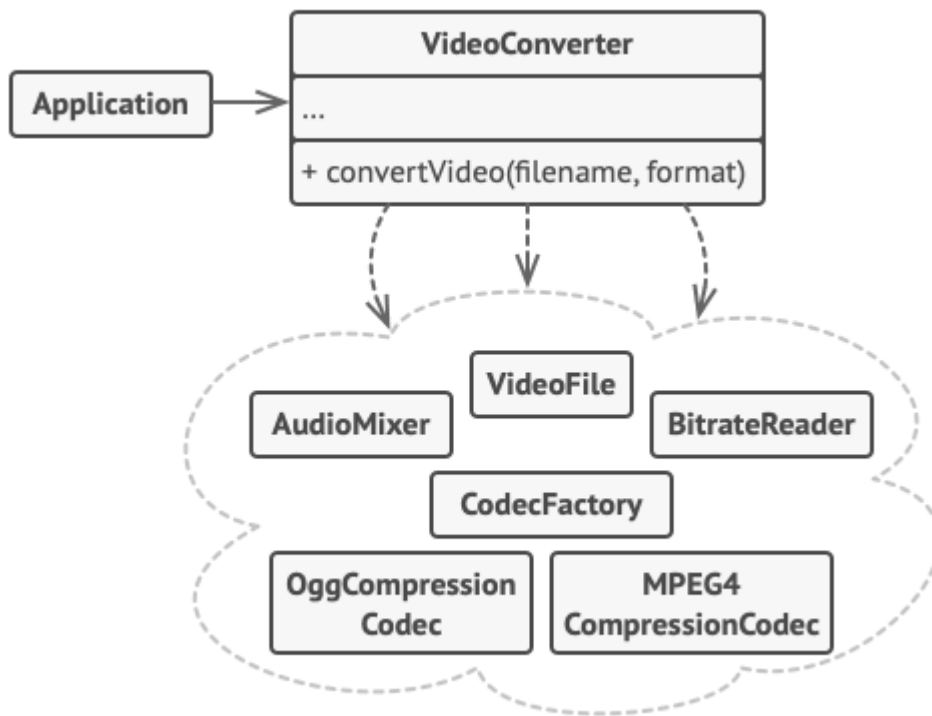 VideoConverter
Application
...
+ convertVideo(filename, format)
VideoFile
AudioMixer
BitrateReader
CodecFactory
OggCompression
Codec
MPEG4
CompressionCodec